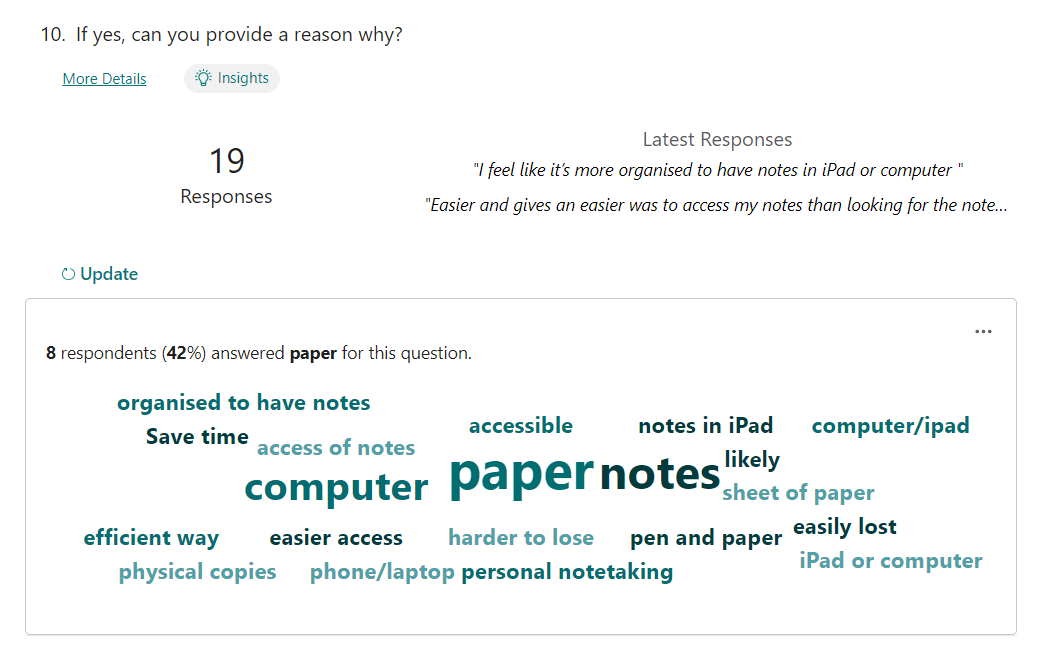 10. If yes, can you provide a reason why?
More Details
Insights
19
Responses
Latest Responses
"I feel like it's more organised to have notes in iPad or computer "
"Easier and gives an easier was to access my notes than looking for the note...
Update
...
8 respondents (42%) answered paper for this question.
organised to have notes
Save time
access of notes
accessible
notes in iPad
computer/ipad
computer
paper
notes
likely
sheet of paper
efficient way
easier access
harder to lose
pen and paper
easily lost
physical copies
phone/laptop
personal notetaking
iPad or computer